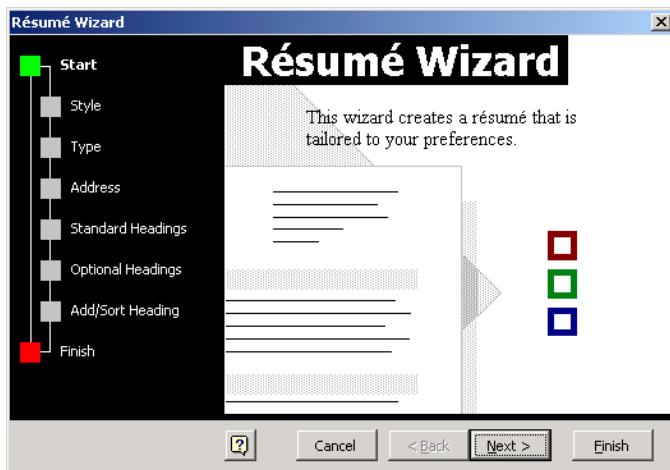 Résumé Wizard
Résumé Wizard
This wizard creates a résumé that is
tailored to your preferences.
Start
Style
Type
Address
Standard Headings
Optional Headings
Add/Sort Heading
Finish
? Cancel < Back Next > Finish